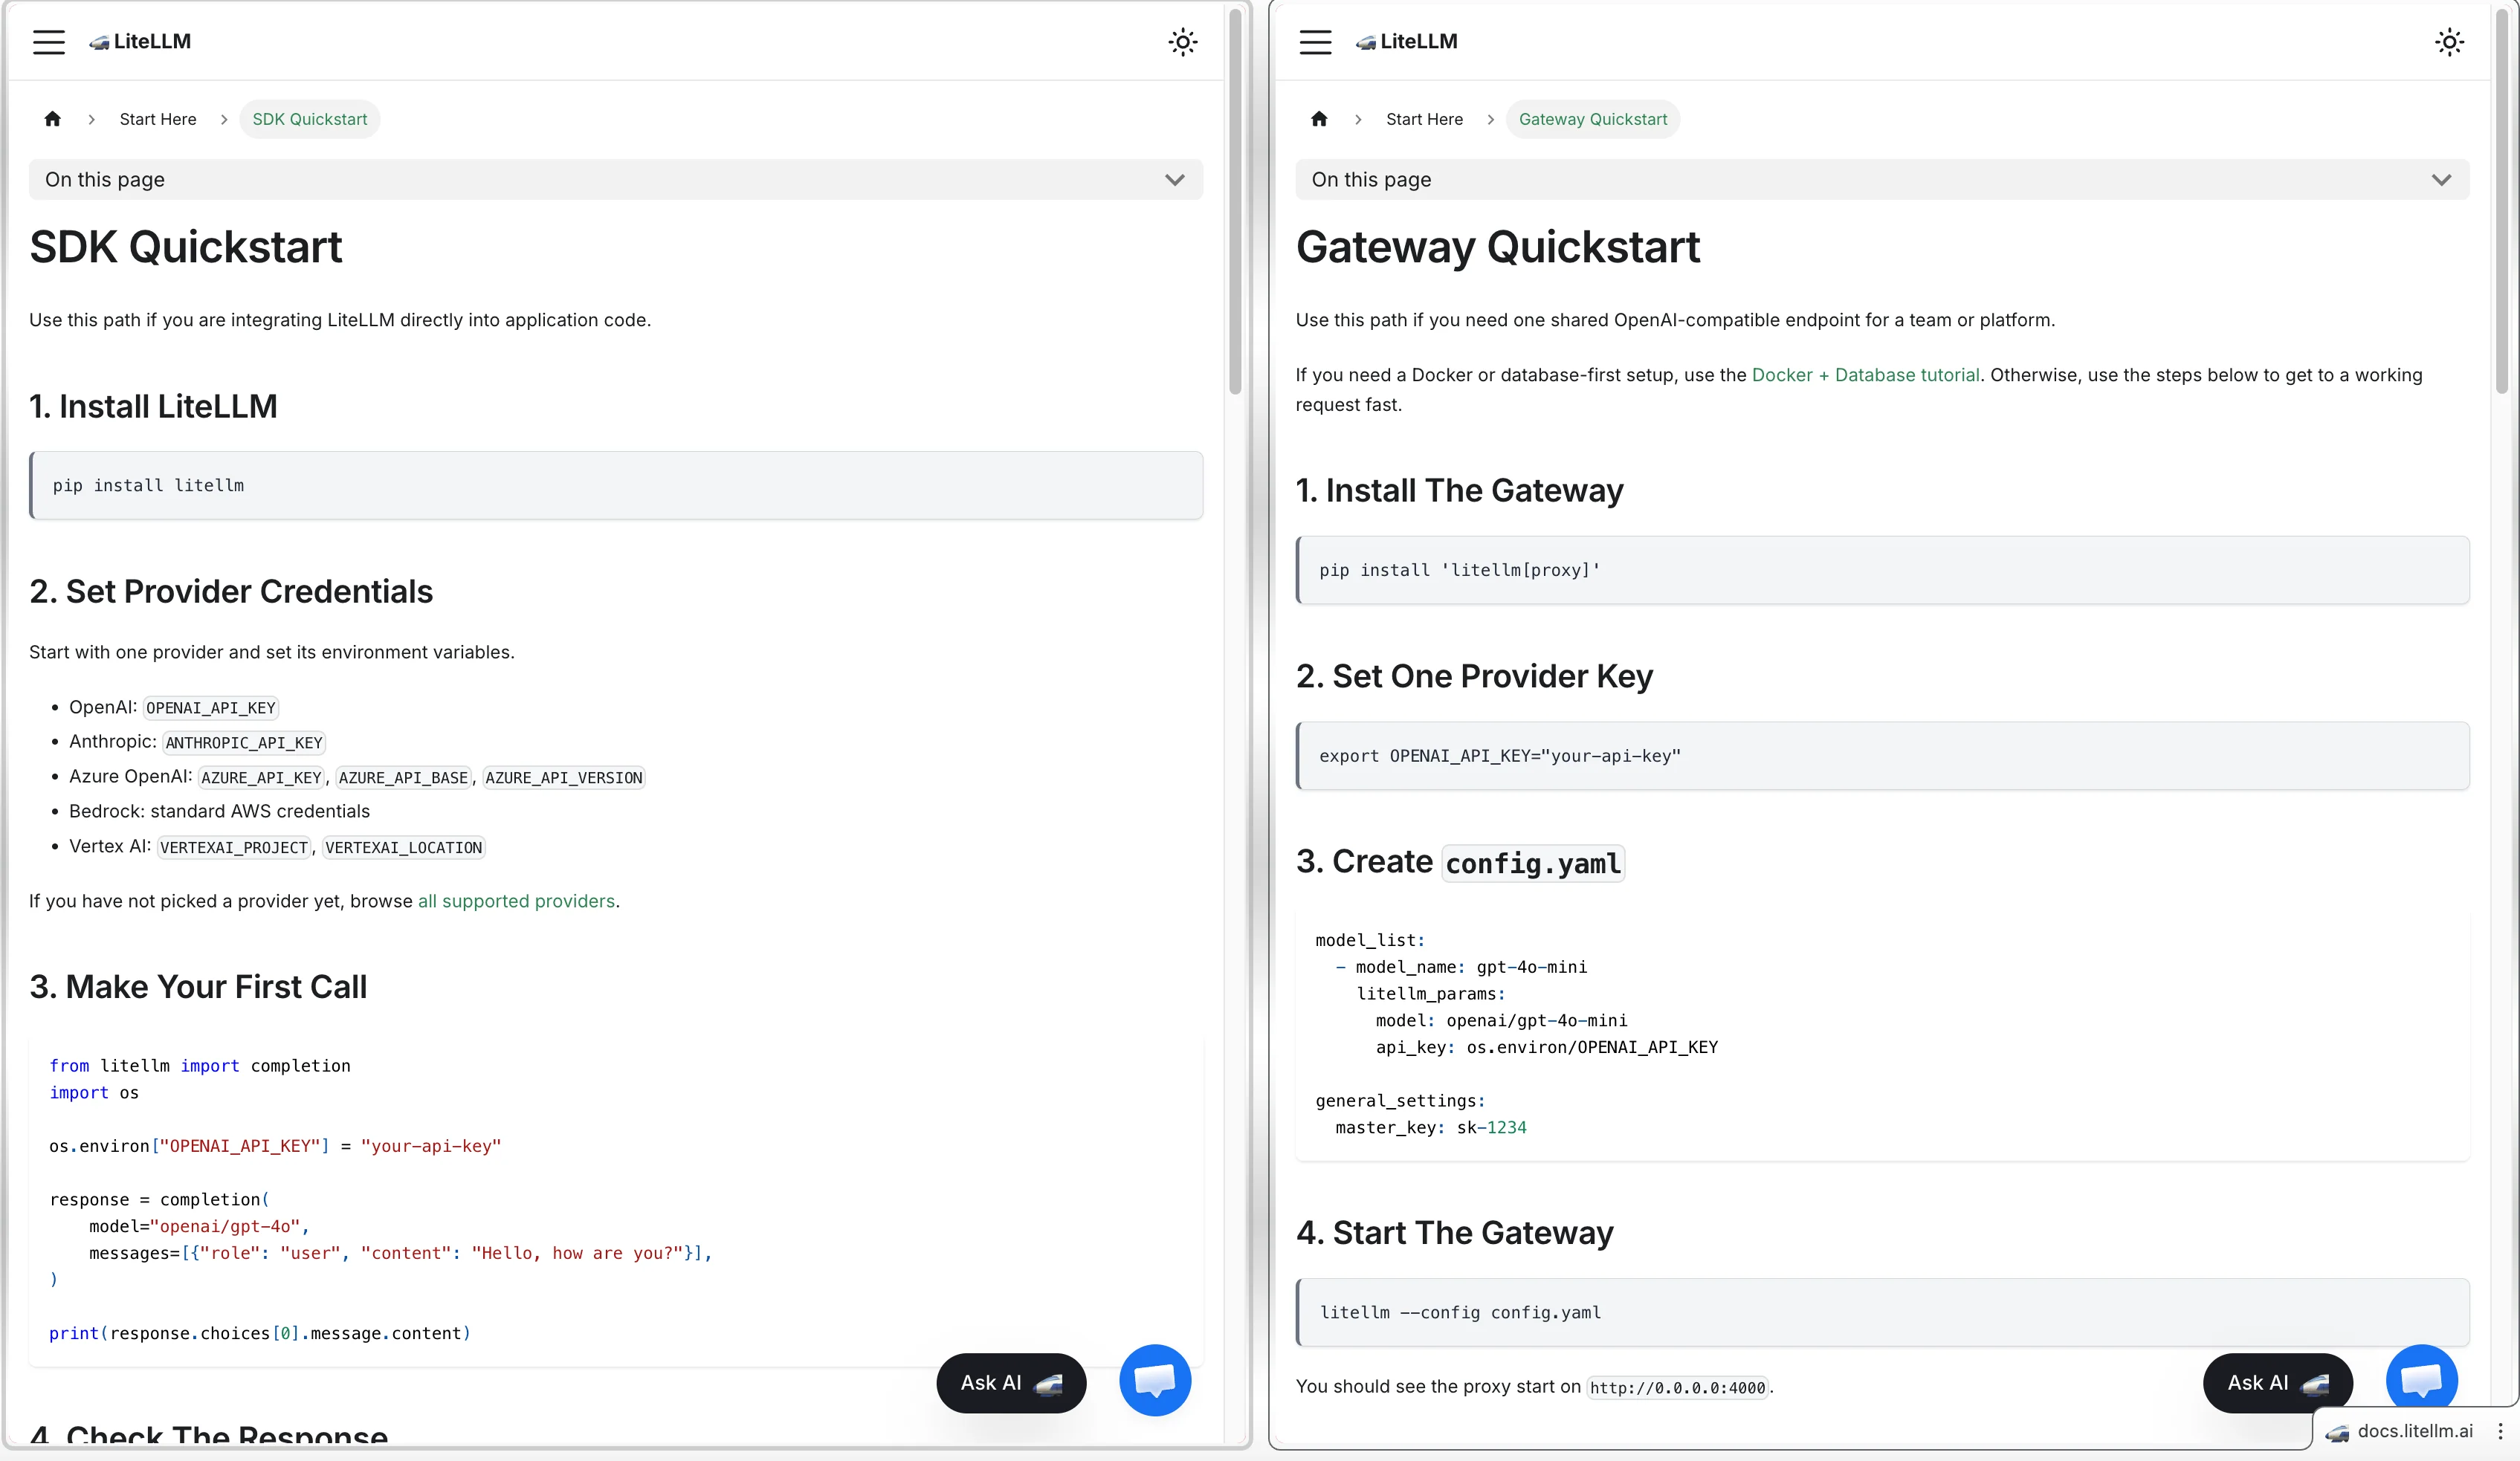 LiteLLM
Start Here
SDK Quickstart
On this page
SDK Quickstart
Use this path if you are integrating LiteLLM directly into application code.
1. Install LiteLLM
pip install litellm
2. Set Provider Credentials
Start with one provider and set its environment variables.
• OpenAI: OPENAI_API_KEY
• Anthropic: ANTHROPIC_API_KEY
• Azure OpenAI: AZURE_API_KEY, AZURE_API_BASE, AZURE_API_VERSION
• Bedrock: standard AWS credentials
• Vertex AI: VERTEXAI_PROJECT, VERTEXAI_LOCATION
If you have not picked a provider yet, browse all supported providers.
3. Make Your First Call
from litellm import completion
import os
os.environ["OPENAI_API_KEY"] = "your-api-key"
response = completion(
    model="openai/gpt-4o",
    messages=[{"role": "user", "content": "Hello, how are you?"}],
)
print(response.choices[0].message.content)
Ask AI
4. Check The Response
LiteLLM
Start Here
Gateway Quickstart
On this page
Gateway Quickstart
Use this path if you need one shared OpenAI-compatible endpoint for a team or platform.
If you need a Docker or database-first setup, use the Docker + Database tutorial. Otherwise, use the steps below to get to a working
request fast.
1. Install The Gateway
pip install 'litellm[proxy]'
2. Set One Provider Key
export OPENAI_API_KEY="your-api-key"
3. Create config.yaml
model_list:
  - model_name: gpt-4o-mini
    litellm_params:
      model: openai/gpt-4o-mini
      api_key: os.environ/OPENAI_API_KEY
general_settings:
  master_key: sk-1234
4. Start The Gateway
litellm --config config.yaml
You should see the proxy start on http://0.0.0.0:4000.
Ask AI
docs.litellm.ai